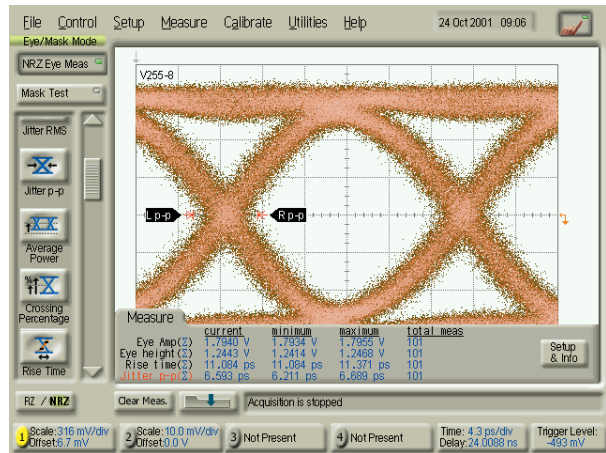 File Control Setup Measure Calibrate Utilities Help 24 Oct 2001 09:06
Eye/Mask Mode
NRZ Eye Meas
Mask Test
Jitter RMS
Jitter p-p
Average
Power
Crossing
Percentage
Rise Time
V255-8
L p-p
R p-p
Measure
current minimum maximum total meas
Eye Amp(Σ) 1.7940 V 1.7934 V 1.7955 V 101
Eye height(Σ) 1.2443 V 1.2414 V 1.2468 V 101
Rise time(Σ) 11.084 ps 11.084 ps 11.371 ps 101
Jitter p-p(Σ) 6.593 ps 6.211 ps 6.689 ps 101
Setup
& Info
RZ / NRZ
Clear Meas.
Acquisition is stopped
1 Scale:316 mV/div
Offset:6.7 mV
2 Scale:10.0 mV/div
Offset:0.0 V
3 Not Present
4 Not Present
Time: 4.3 ps/div
Delay:24.0088 ns
Trigger Level:
-493 mV